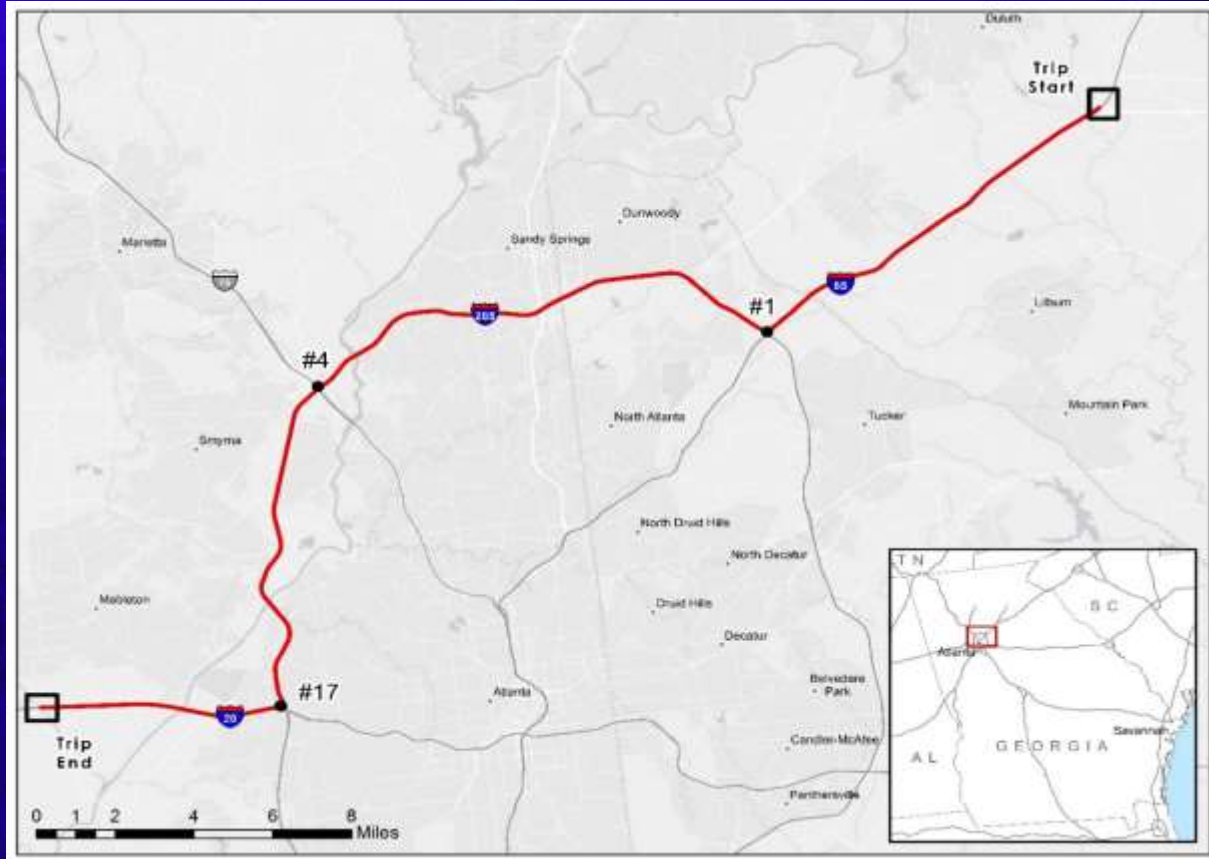 Duluth
Trip
Start
Dunwoody
Marietta
Sandy Springs
85
Lilburn
285
#1
#4
Mountain Park
North Atlanta
Tucker
Smyrna
North Druid Hills
North Decatur
TN
SC
Mableton
Druid Hills
Decatur
Atlanta
#17
Belvedere
Park
Atlanta
Savannah
20
Trip
End
Candler-McAfee
GEORGIA
AL
Panthersville
0 1 2 4 6 8
Miles